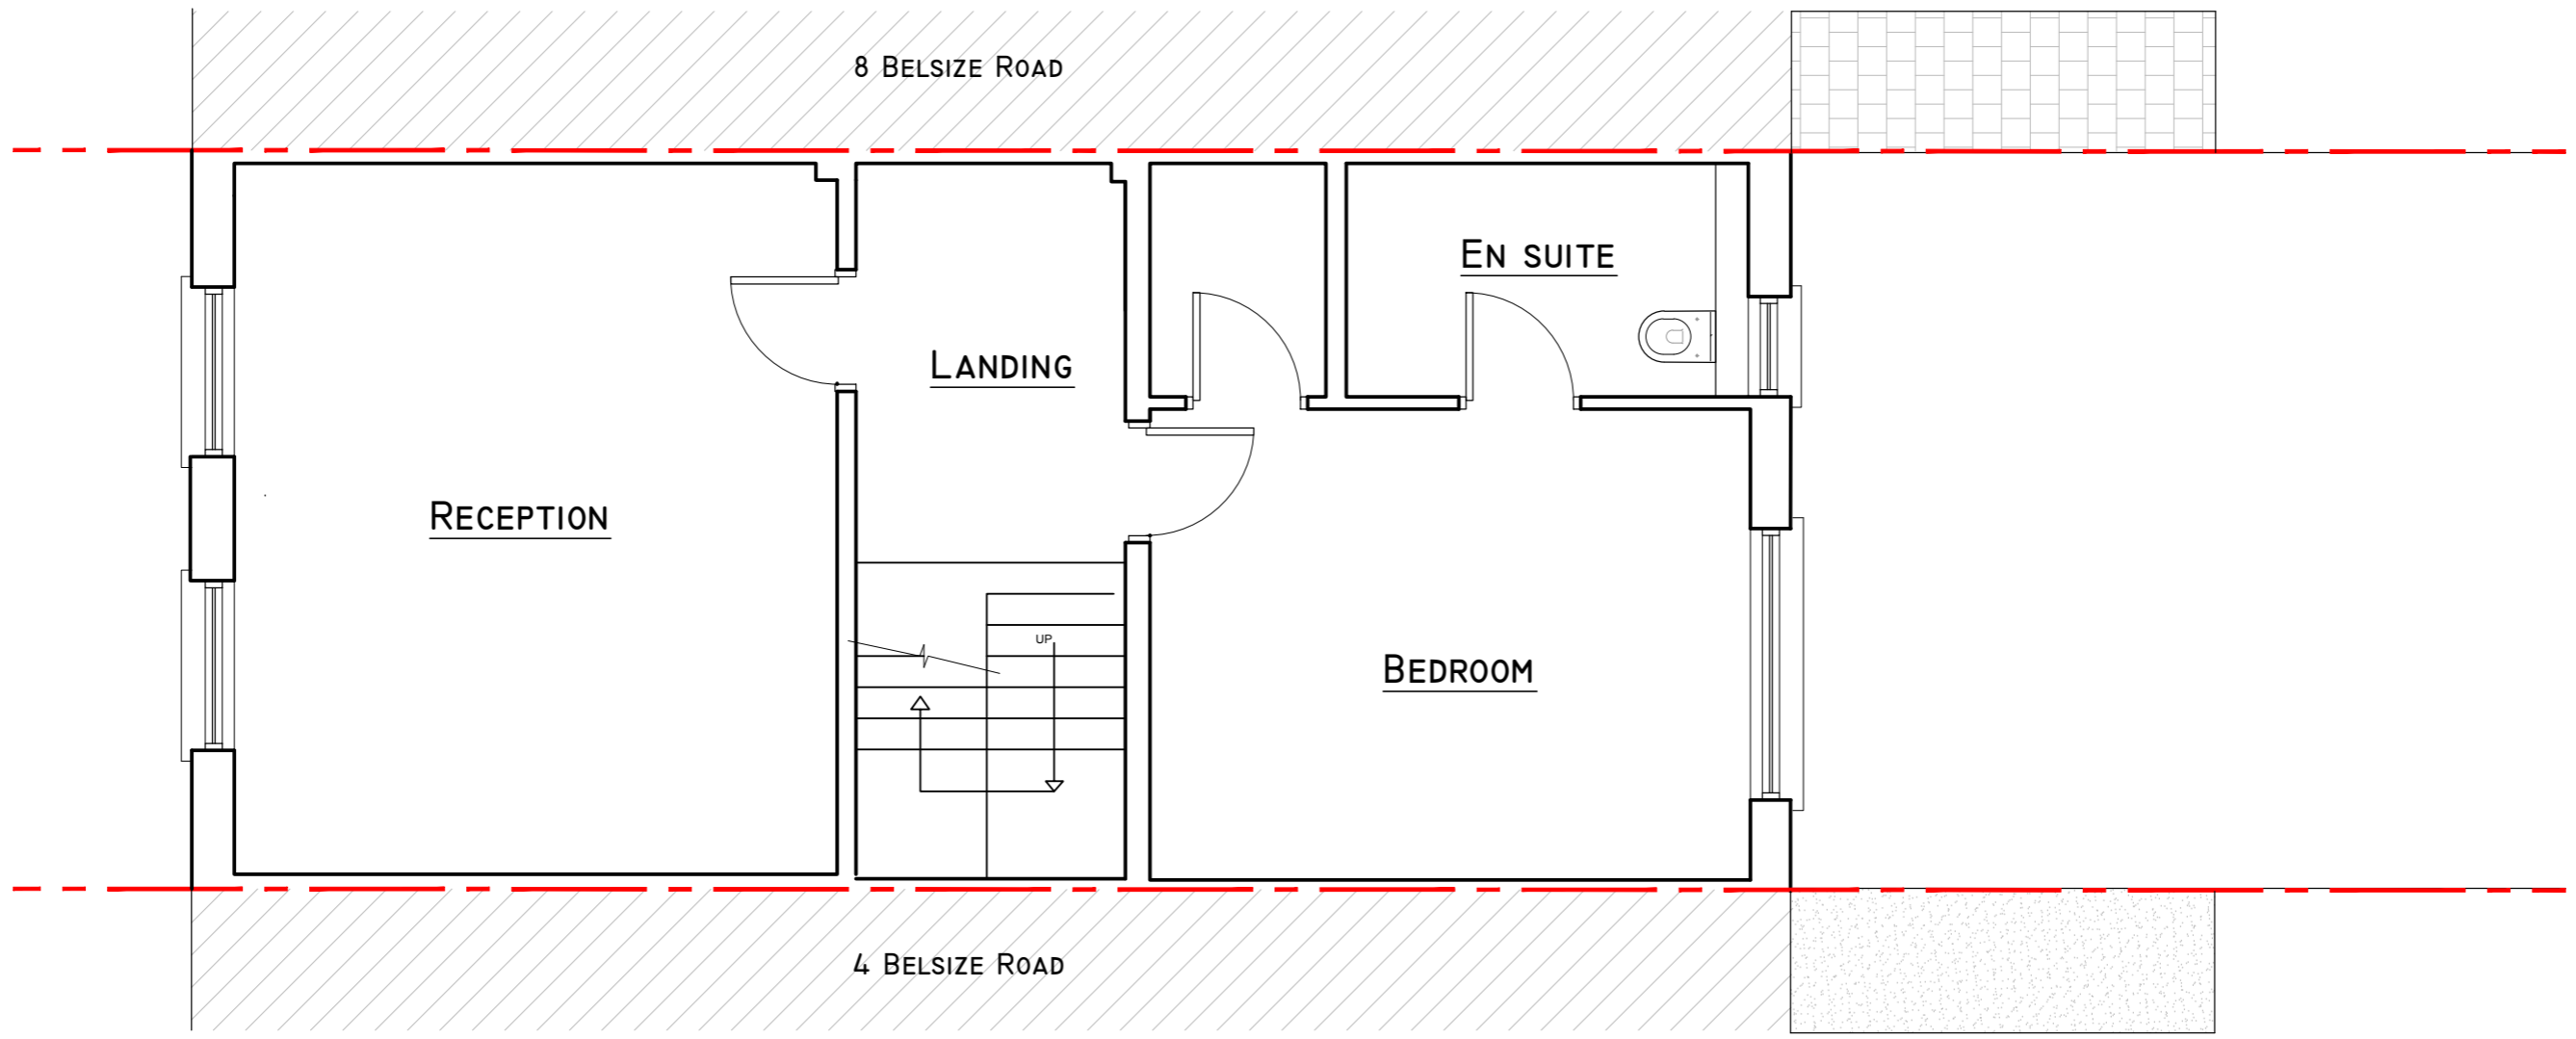 8 Belsize Road
En suite
Landing
Reception
UP
Bedroom
4 Belsize Road